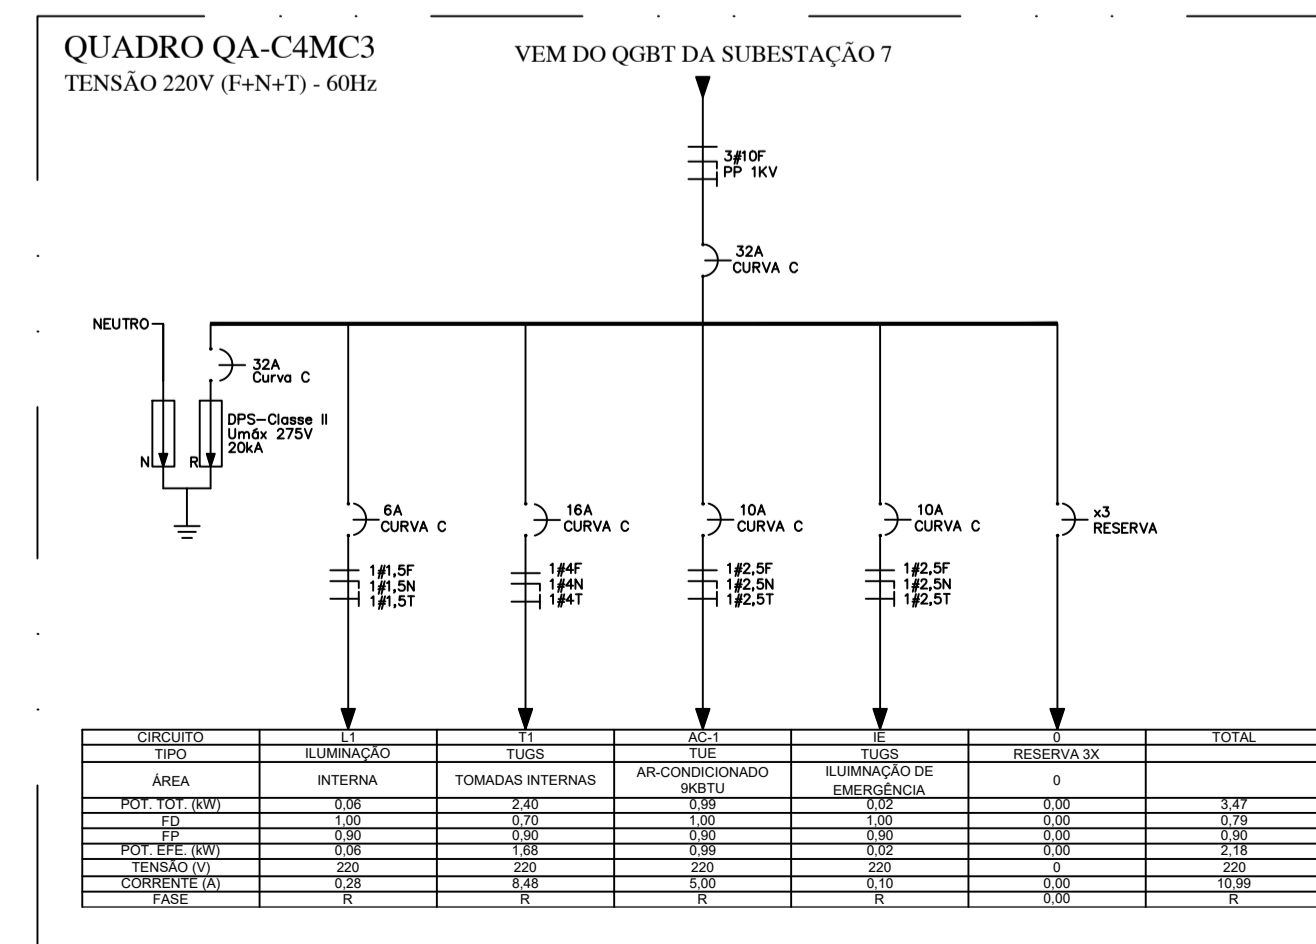 QUADRO QA-C4MC3
TENSÃO 220V (F+N+T) - 60Hz
VEM DO QGBT DA SUBESTAÇÃO 7
3#10F
PP 1KV
32A
CURVA C
NEUTRO
32A
Curva C
DPS-Classe II
Umáx 275V
20kA
N
R
6A
CURVA C
16A
CURVA C
10A
CURVA C
10A
CURVA C
x3
RESERVA
1#1,5F
1#1,5N
1#1,5T
1#4F
1#4N
1#4T
1#2,5F
1#2,5N
1#2,5T
1#2,5F
1#2,5N
1#2,5T
CIRCUITO L1 T1 AC-1 IE 0 TOTAL
TIPO ILUMINAÇÃO TUGS TUE TUGS RESERVA 3X
ÁREA INTERNA TOMADAS INTERNAS AR-CONDICIONADO 9KBTU ILUIMNAÇÃO DE EMERGÊNCIA 0
POT. TOT. (kW) 0,06 2,40 0,99 0,02 0,00 3,47
FD 1,00 0,70 1,00 1,00 0,00 0,79
FP 0,90 0,90 0,90 0,90 0,00 0,90
POT. EFE. (kW) 0,06 1,68 0,99 0,02 0,00 2,18
TENSÃO (V) 220 220 220 220 0 220
CORRENTE (A) 0,28 8,48 5,00 0,10 0,00 10,99
FASE R R R R 0,00 R